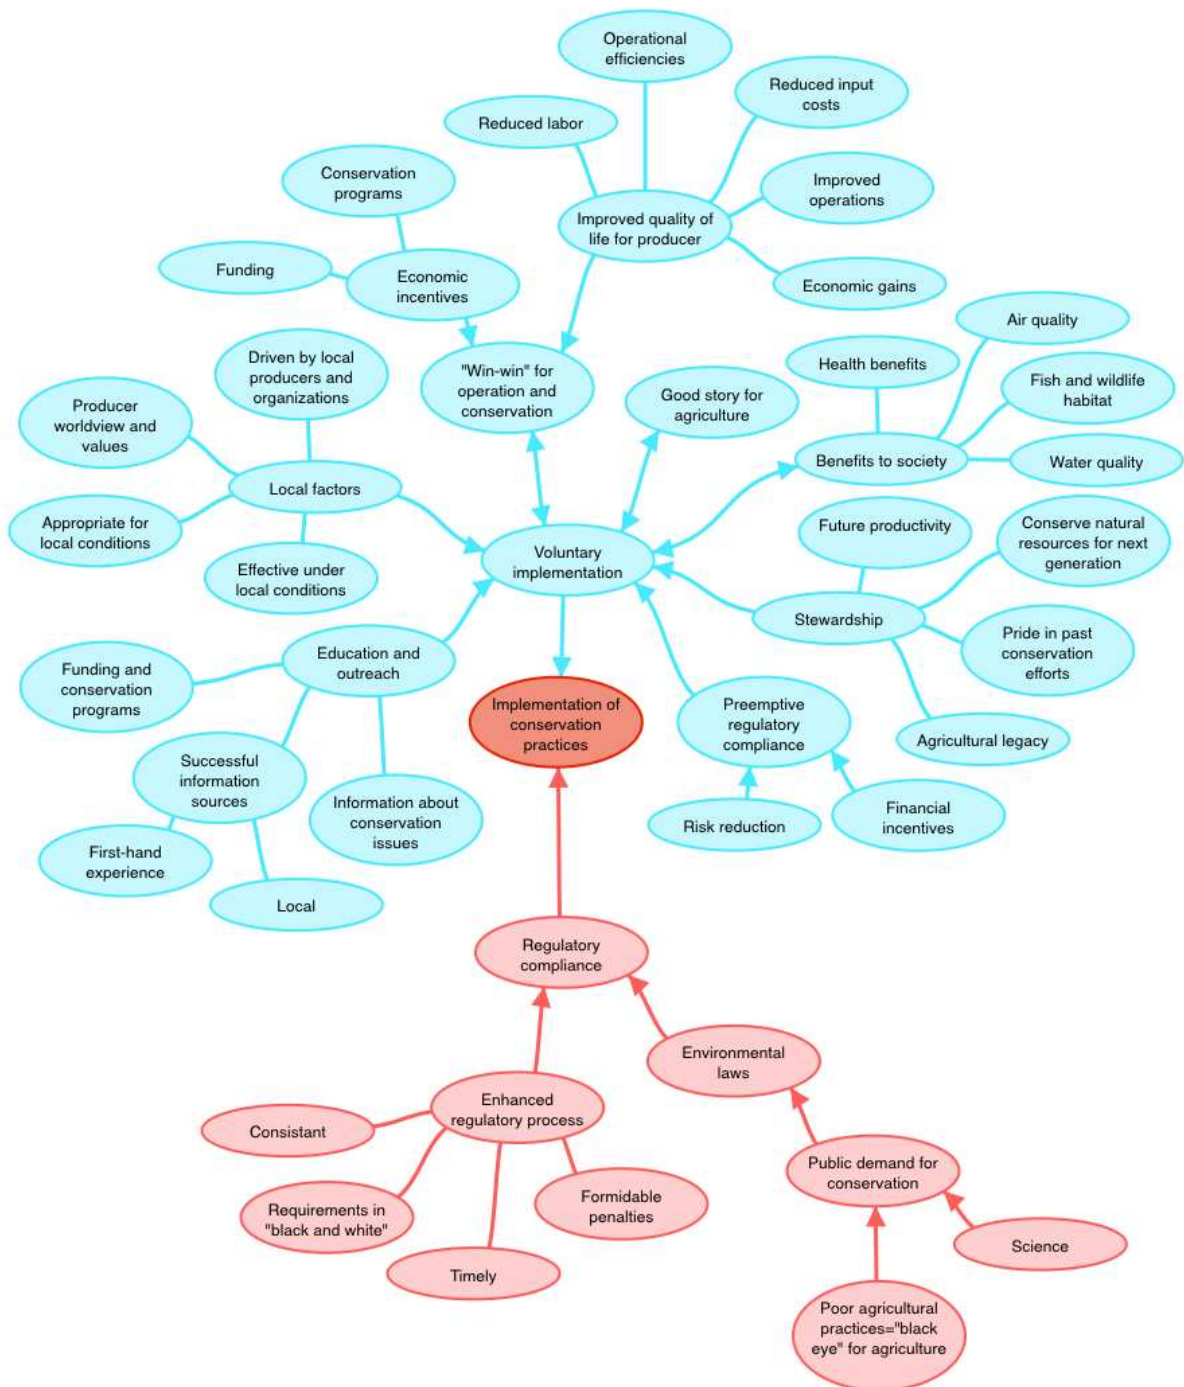 Operational
efficiencies
Reduced input
costs
Reduced labor
Conservation
programs
Improved
operations
Improved quality of
life for producer
Funding
Economic
incentives
Economic gains
Air quality
Driven by local
producers and
organizations
"Win-win" for
operation and
conservation
Health benefits
Good story for
agriculture
Fish and wildlife
habitat
Producer
worldview and
values
Benefits to society
Water quality
Local factors
Appropriate for
local conditions
Future productivity
Conserve natural
resources for next
generation
Effective under
local conditions
Voluntary
implementation
Stewardship
Education and
outreach
Pride in past
conservation
efforts
Funding and
conservation
programs
Implementation of
conservation
practices
Preemptive
regulatory
compliance
Agricultural legacy
Successful
information
sources
Information about
conservation
issues
Risk reduction
Financial
incentives
First-hand
experience
Local
Regulatory
compliance
Environmental
laws
Enhanced
regulatory process
Consistant
Public demand for
conservation
Requirements in
"black and white"
Formidable
penalties
Timely
Science
Poor agricultural
practices="black
eye" for agriculture